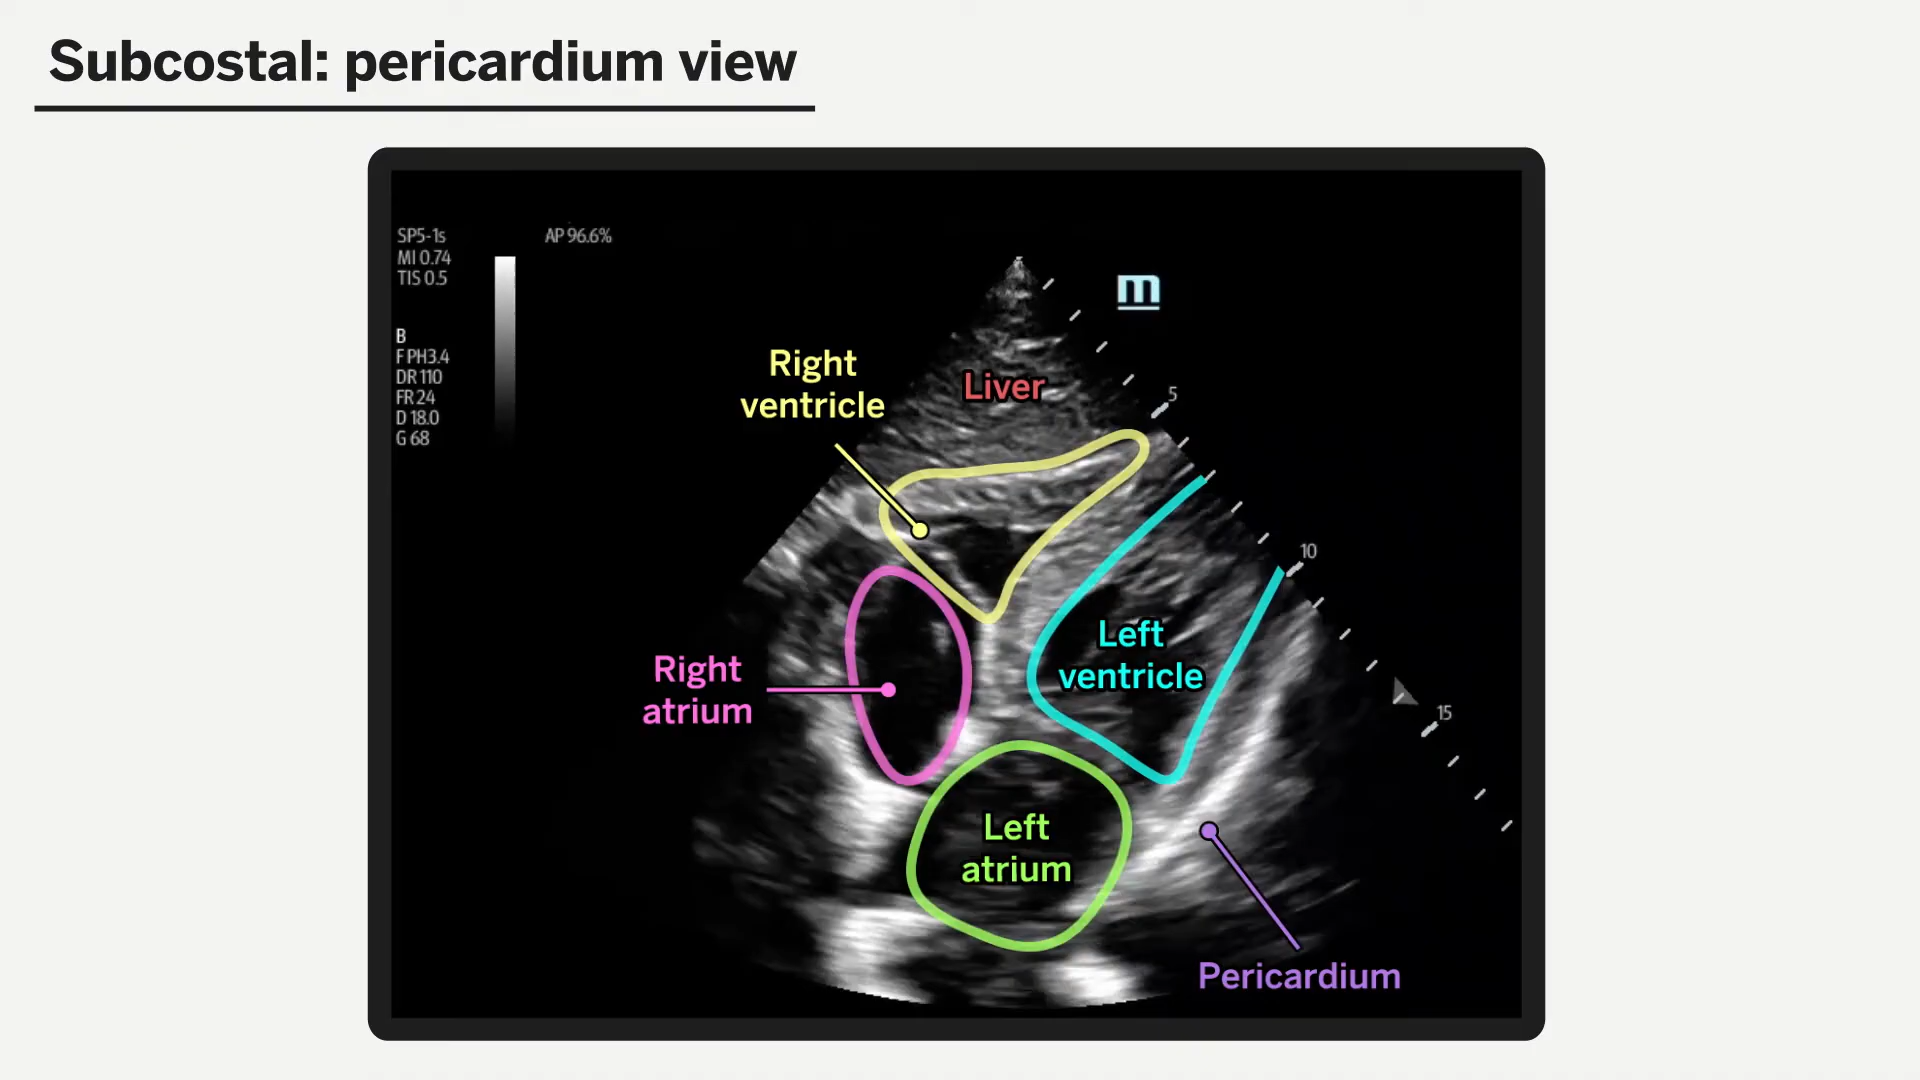 Subcostal: pericardium view
SP5-1s
MI 0.74
TIS 0.5
AP 96.6%
m
B
F PH3.4
DR 110
FR 24
D 18.0
G 68
Right
ventricle
Liver
5
10
Left
ventricle
Right
atrium
15
Left
atrium
Pericardium